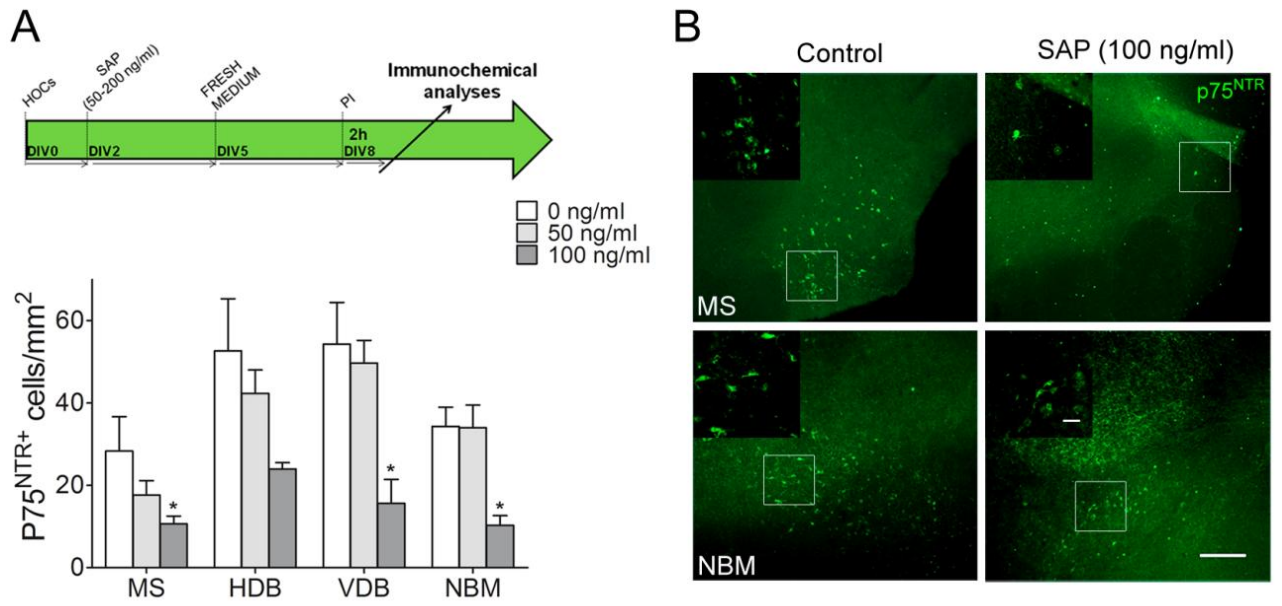 A
HOCs
SAP
(50-200 ng/ml)
FRESH
MEDIUM
PI
Immunochemical
analyses
2h
DIV0
DIV2
DIV5
DIV8
0 ng/ml
50 ng/ml
100 ng/ml
P75NTR+ cells/mm2
60
40
20
0
*
*
*
MS
HDB
VDB
NBM
B
Control
SAP (100 ng/ml)
p75NTR
MS
NBM